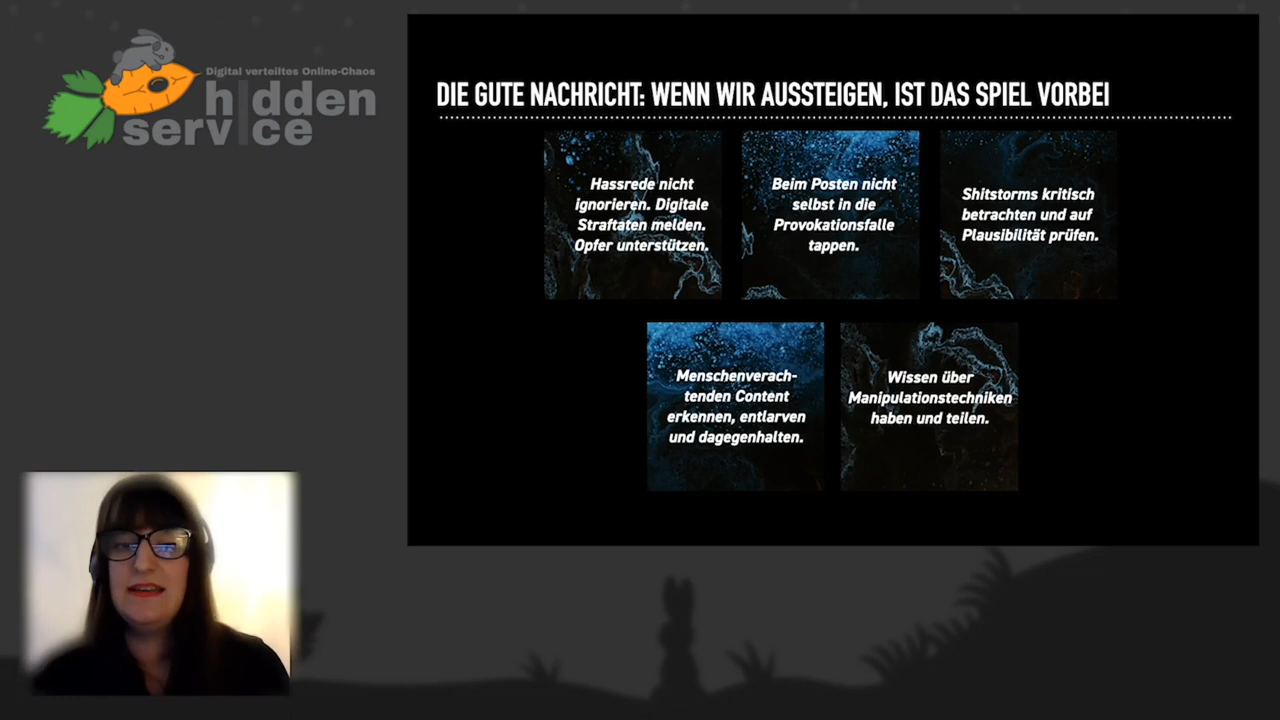 Digital verteiltes Online-Chaos
hidden
service
DIE GUTE NACHRICHT: WENN WIR AUSSTEIGEN, IST DAS SPIEL VORBEI
Hassrede nicht
ignorieren. Digitale
Straftaten melden.
Opfer unterstützen.
Beim Posten nicht
selbst in die
Provokationsfalle
tappen.
Shitstorms kritisch
betrachten und auf
Plausibilität prüfen.
Menschenverach-
tenden Content
erkennen, entlarven
und dagegenhalten.
Wissen über
Manipulationstechniken
haben und teilen.